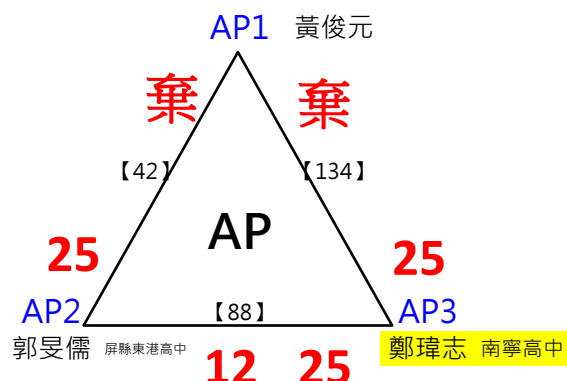 AP1 黃俊元
棄 棄
【42】 【134】
AP
25 25
AP2 【88】 AP3
郭旻儒 屏縣東港高中 鄭瑋志 南寧高中
12 25